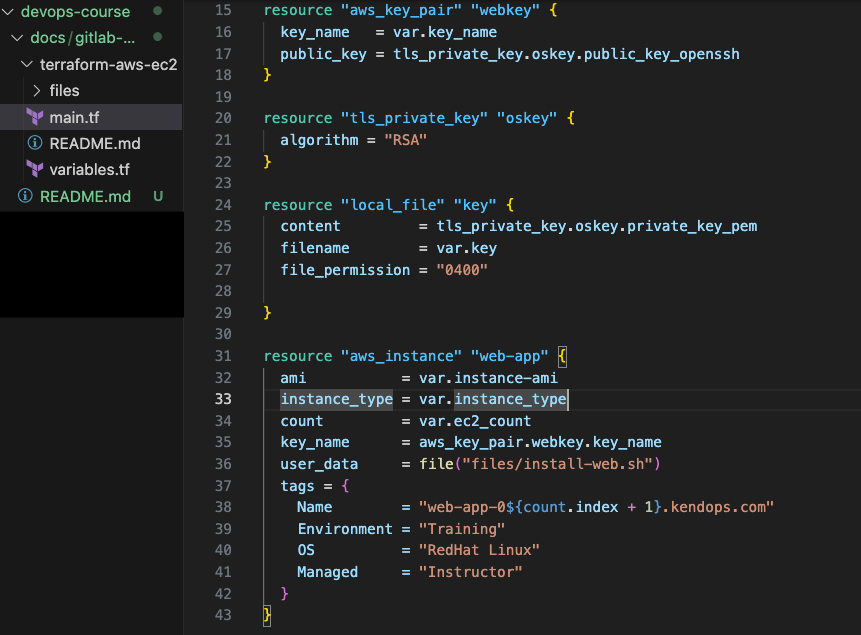 devops-course
docs/gitlab-...
terraform-aws-ec2
files
main.tf
README.md
variables.tf
README.md U
15 resource "aws_key_pair" "webkey" {
16   key_name   = var.key_name
17   public_key = tls_private_key.oskey.public_key_openssh
18 }
19
20 resource "tls_private_key" "oskey" {
21   algorithm = "RSA"
22 }
23
24 resource "local_file" "key" {
25   content         = tls_private_key.oskey.private_key_pem
26   filename        = var.key
27   file_permission = "0400"
28
29 }
30
31 resource "aws_instance" "web-app" {
32   ami           = var.instance-ami
33   instance_type = var.instance_type
34   count         = var.ec2_count
35   key_name      = aws_key_pair.webkey.key_name
36   user_data     = file("files/install-web.sh")
37   tags = {
38     Name        = "web-app-0${count.index + 1}.kendops.com"
39     Environment = "Training"
40     OS          = "RedHat Linux"
41     Managed     = "Instructor"
42   }
43 }